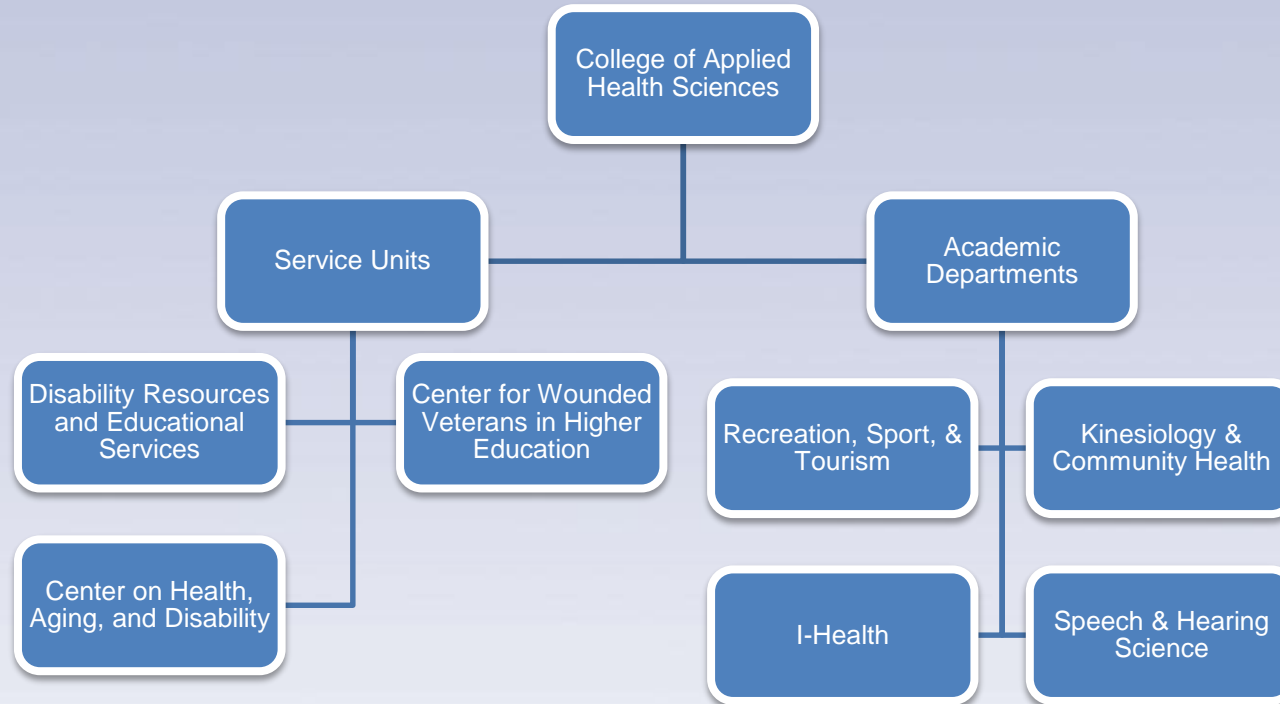 College of Applied
Health Sciences
Service Units
Academic
Departments
Disability Resources
and Educational
Services
Center for Wounded
Veterans in Higher
Education
Recreation, Sport, &
Tourism
Kinesiology &
Community Health
Center on Health,
Aging, and Disability
I-Health
Speech & Hearing
Science